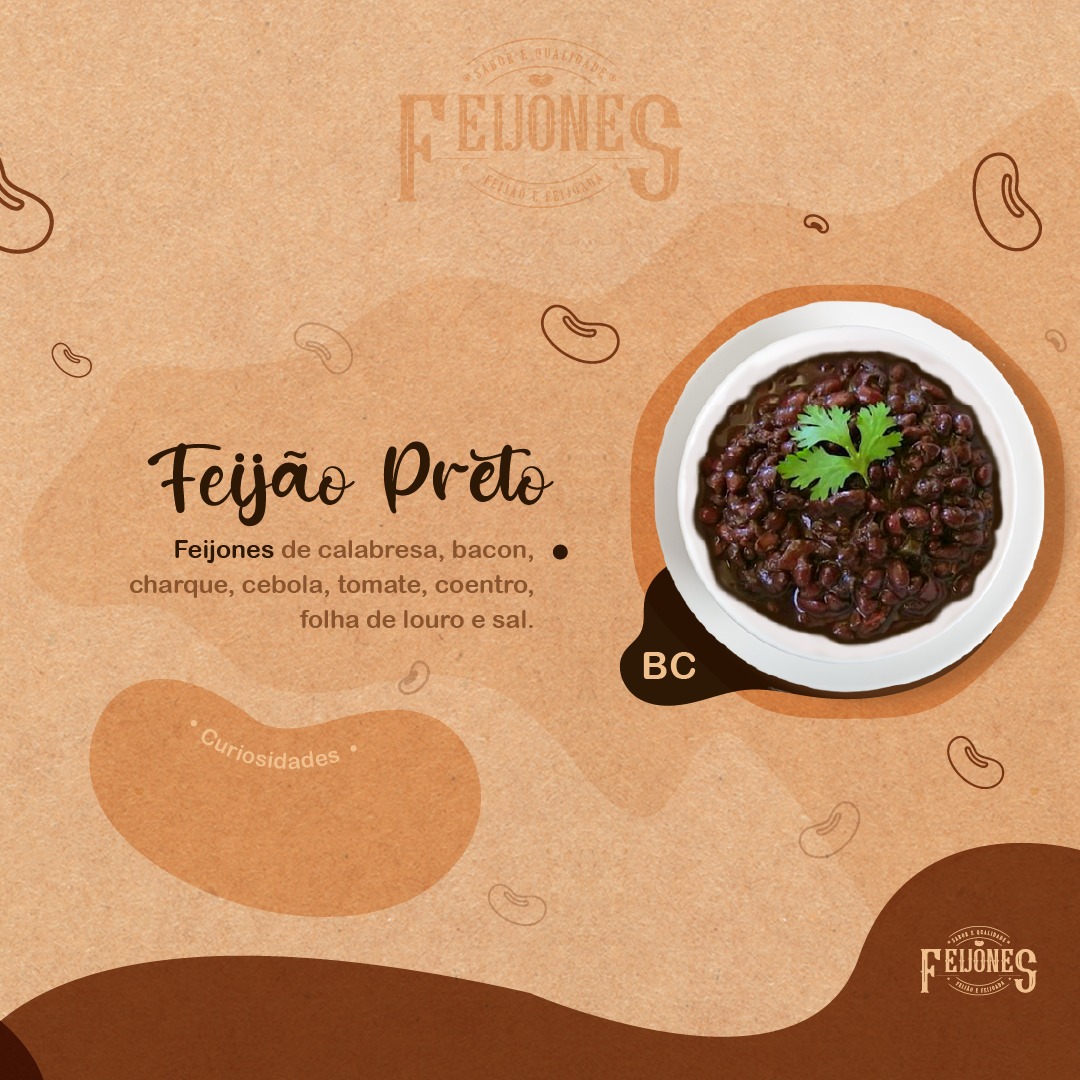 SABOR E QUALIDADE
FEIJONES
FEIJÃO E FEIJOADA
Feijão Preto
Feijones de calabresa, bacon,
charque, cebola, tomate, coentro,
folha de louro e sal.
BC
• Curiosidades •
SABOR E QUALIDADE
FEIJONES
FEIJÃO E FEIJOADA